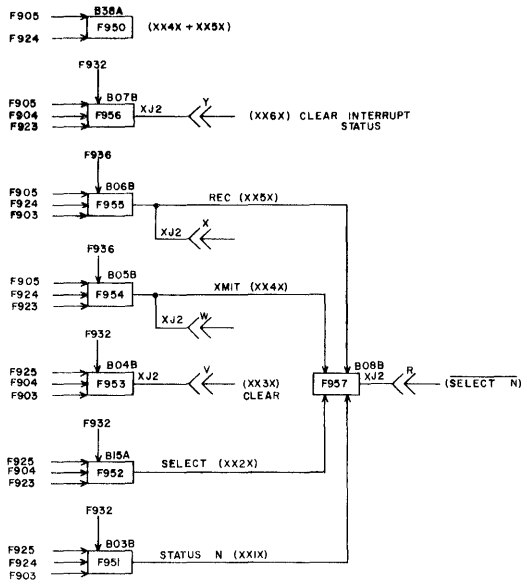 B38A
F905
F950 (XX4X + XX5X)
F924
F932
B07B
F905
F904 F956 XJ2 Y (XX6X) CLEAR INTERRUPT
F923 STATUS
F936
B06B
F905
F924 F955 REC (XX5X)
F903
XJ2 X
F936
B05B
F905
F924 F954 XMIT (XX4X)
F923
XJ2 W
F932
B04B
F925
F904 F953 XJ2 V (XX3X)
F903 CLEAR
B08B
F957 XJ2 R (SELECT N)
F932
B15A
F925
F904 F952 SELECT (XX2X)
F923
F932
B03B
F925
F924 F951 STATUS N (XX1X)
F903